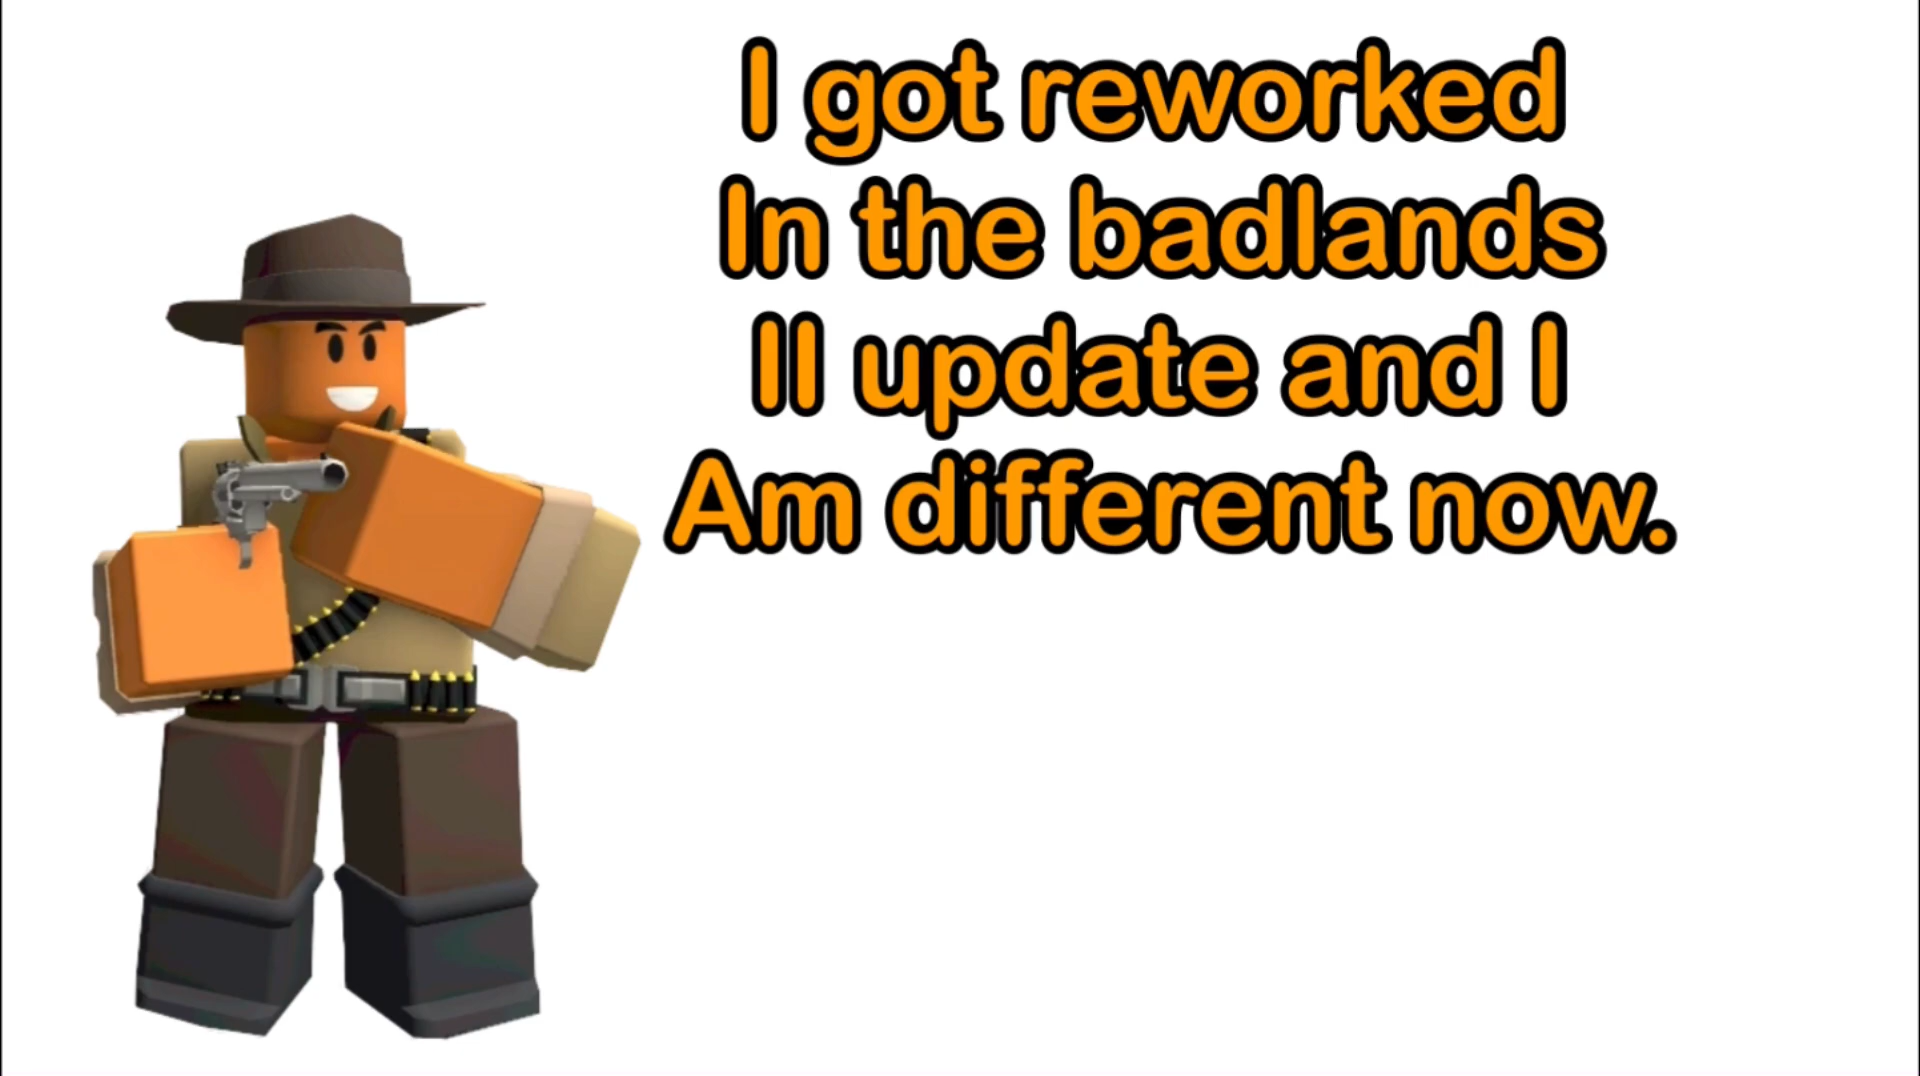 I got reworked
In the badlands
II update and I
Am different now.